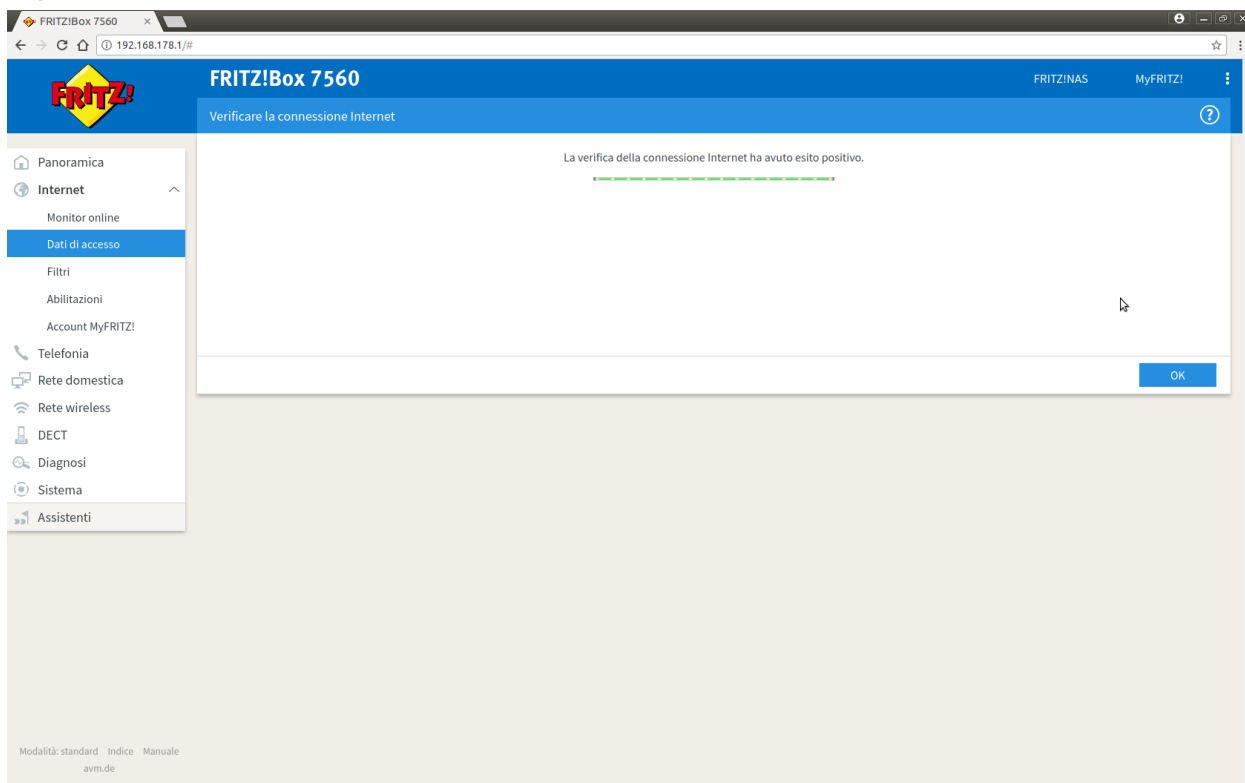 FRITZ!Box 7560
192.168.178.1/#
FRITZ!
FRITZ!Box 7560
FRITZ!NAS
MyFRITZ!
Verificare la connessione Internet
Panoramica
Internet
Monitor online
Dati di accesso
Filtri
Abilitazioni
Account MyFRITZ!
Telefonia
Rete domestica
Rete wireless
DECT
Diagnosi
Sistema
Assistenti
La verifica della connessione Internet ha avuto esito positivo.
OK
Modalità: standard Indice Manuale
avm.de